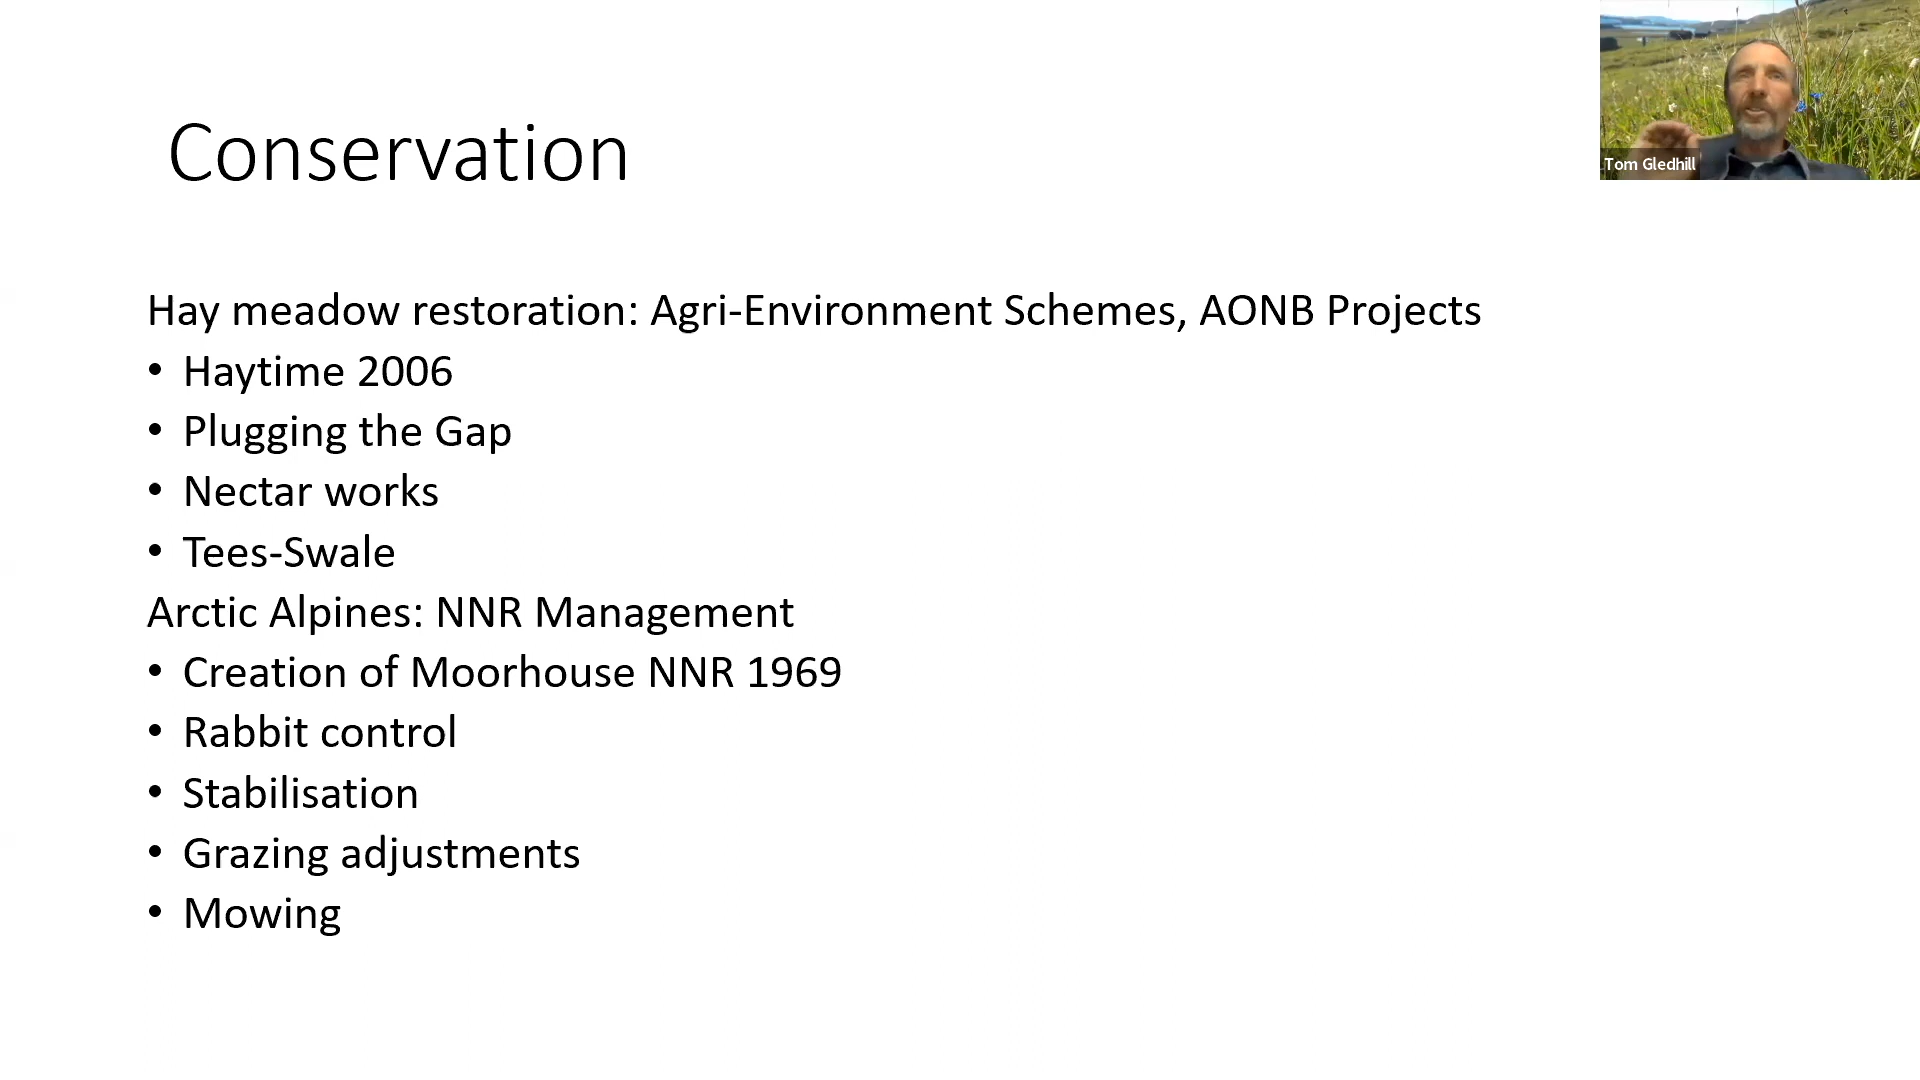 Conservation
Tom Gledhill
Hay meadow restoration: Agri-Environment Schemes, AONB Projects
• Haytime 2006
• Plugging the Gap
• Nectar works
• Tees-Swale
Arctic Alpines: NNR Management
• Creation of Moorhouse NNR 1969
• Rabbit control
• Stabilisation
• Grazing adjustments
• Mowing